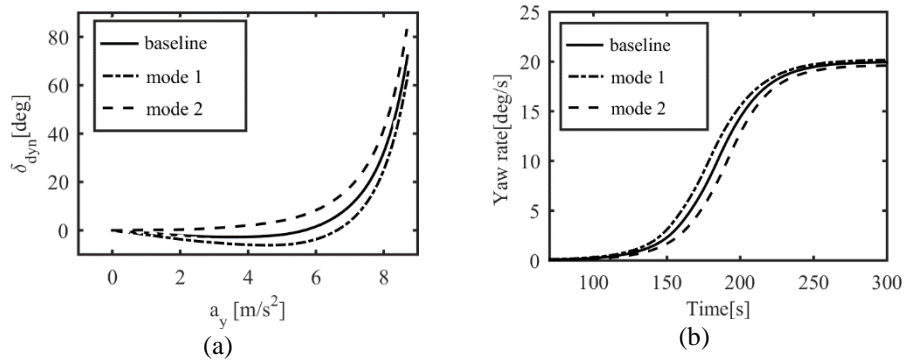 baseline
mode 1
mode 2
80
60
40
20
0
δdyn[deg]
0 2 4 6 8
a_y [m/s²]
(a)
baseline
mode 1
mode 2
25
20
15
10
5
0
Yaw rate[deg/s]
100 150 200 250 300
Time[s]
(b)